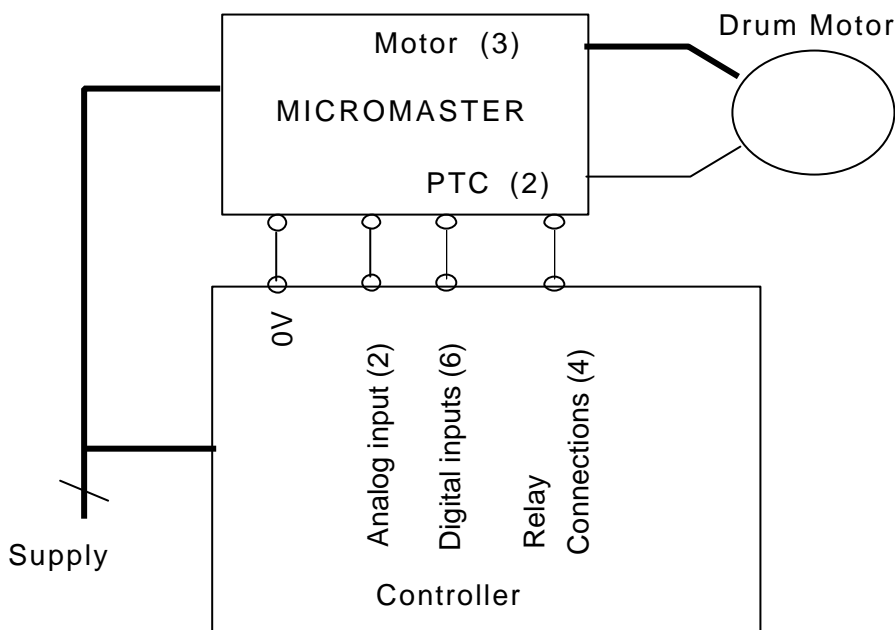 Drum Motor
Motor (3)
MICROMASTER
PTC (2)
0V
Analog input (2)
Digital inputs (6)
Relay
Connections (4)
Supply
Controller